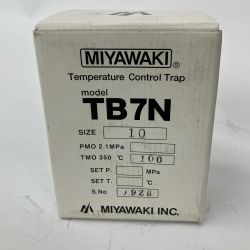 MIYAWAKI®
Temperature Control Trap
model
TB7N
SIZE 10
PMO 2.1MPa
TMO 350 ℃ 100
SET P. MPa
SET T. ℃
S.No
MIYAWAKI INC.